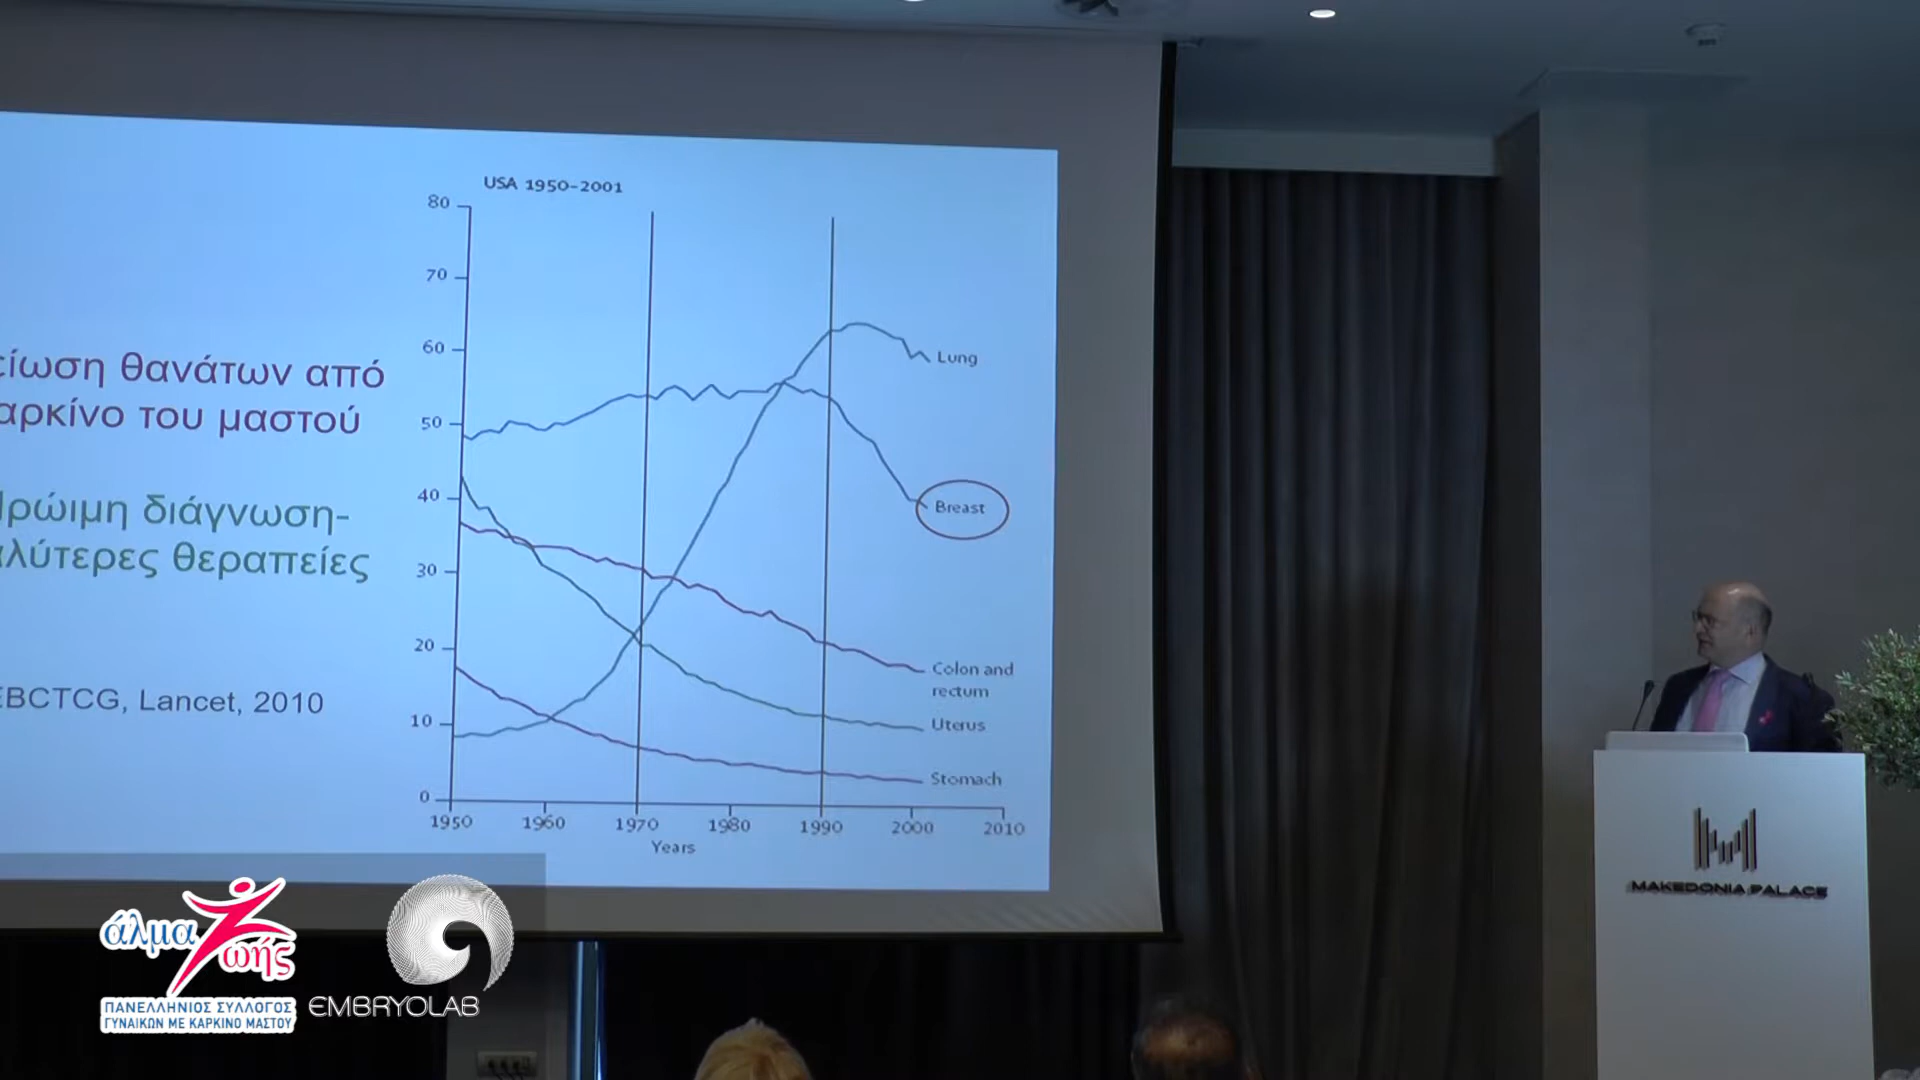 USA 1950–2001
80
70
60
50
40
30
20
10
0
1950 1960 1970 1980 1990 2000 2010
Years
Lung
Breast
Colon and
rectum
Uterus
Stomach
είωση θανάτων από
αρκίνο του μαστού
ρώιμη διάγνωση-
λύτερες θεραπείες
EBCTCG, Lancet, 2010
άλμα
Ζωής
ΠΑΝΕΛΛΗΝΙΟΣ ΣΥΛΛΟΓΟΣ
ΓΥΝΑΙΚΩΝ ΜΕ ΚΑΡΚΙΝΟ ΜΑΣΤΟΥ
EMBRYOLAB
MAKEDONIA PALACE